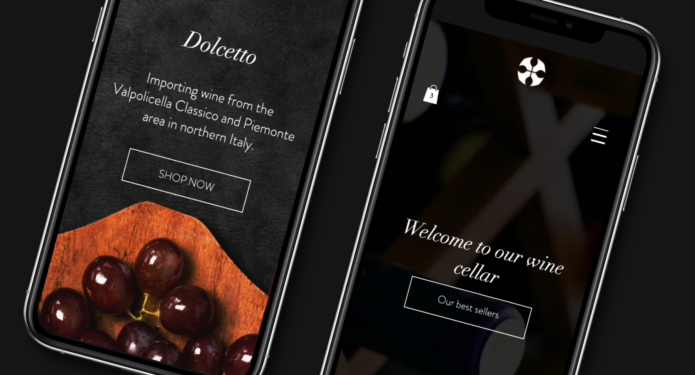 Dolcetto
Importing wine from the
Valpolicella Classico and Piemonte
area in northern Italy.
SHOP NOW
3
Welcome to our wine
cellar
Our best sellers